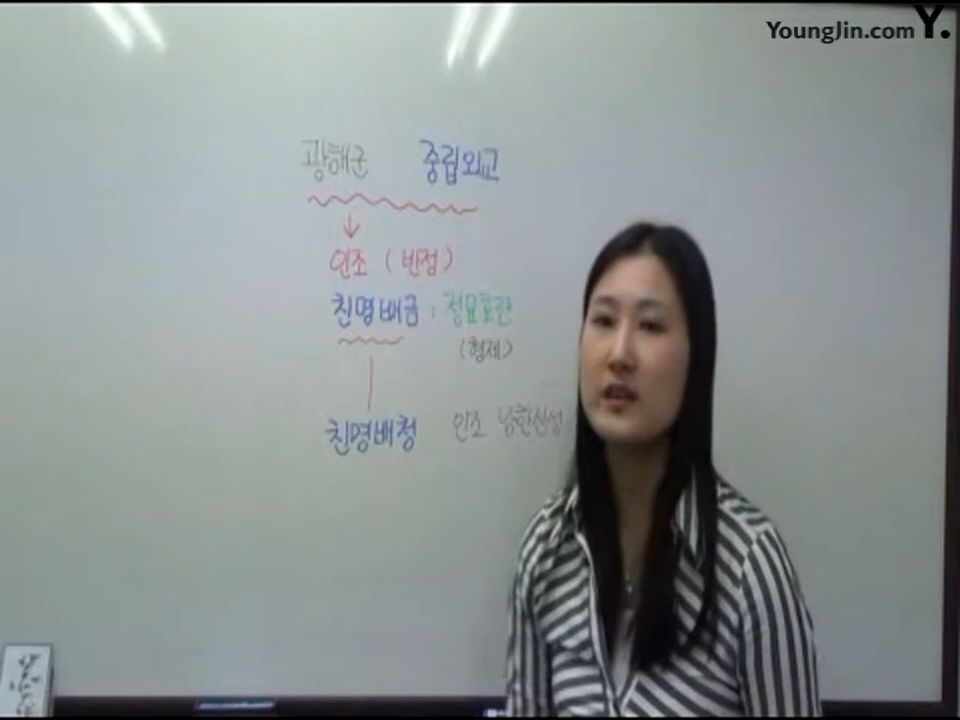 YoungJin.com Y.
광해군 중립외교
인조 (반점)
친명배금 : 정묘호란
(형제)
친명배청 인조 남한산성